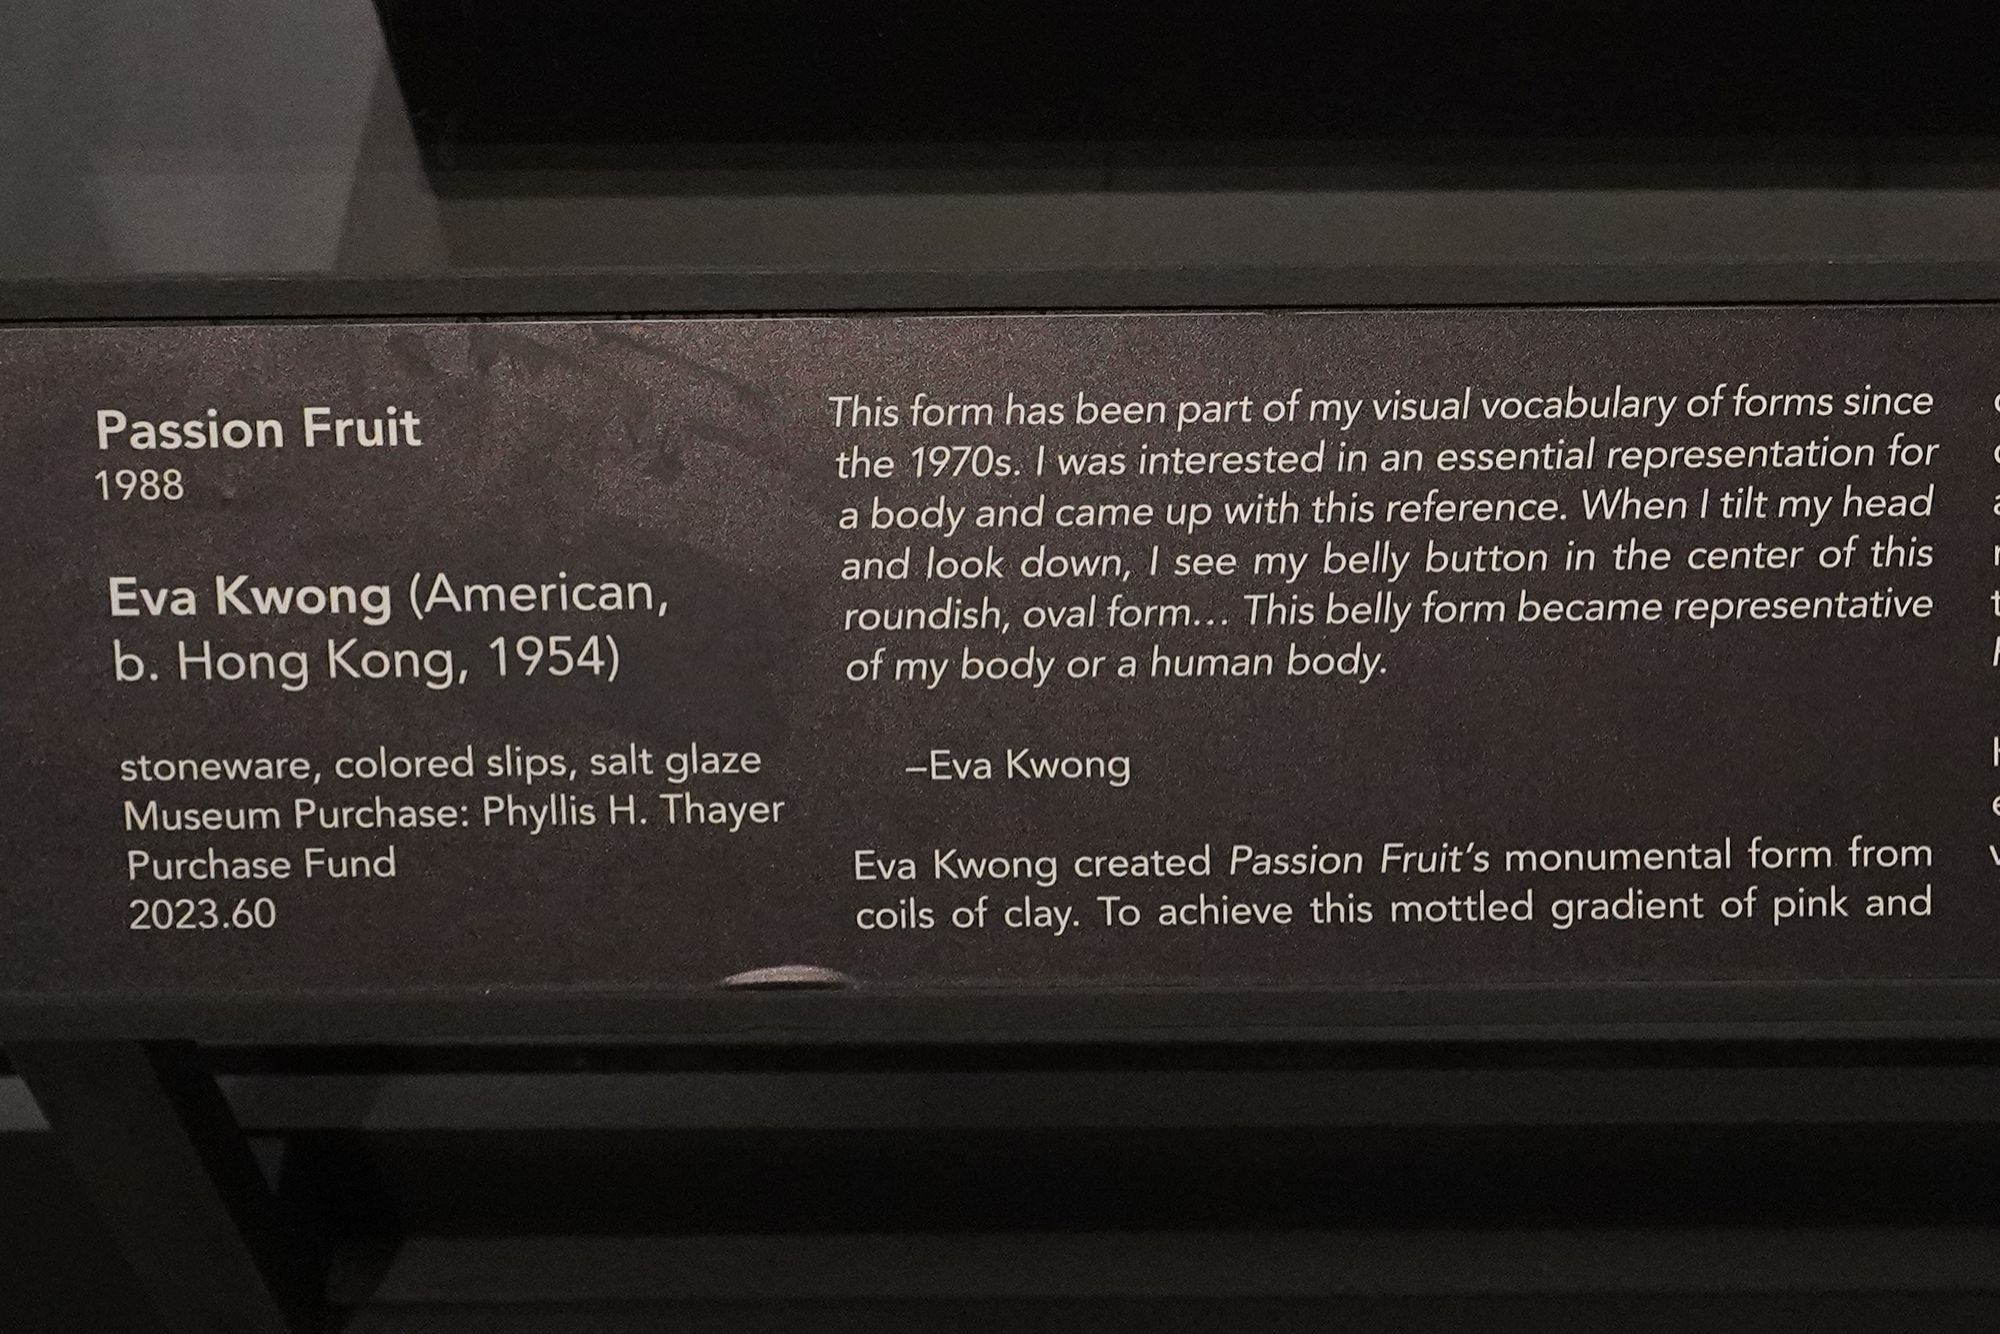 Passion Fruit
1988
Eva Kwong (American,
b. Hong Kong, 1954)
stoneware, colored slips, salt glaze
Museum Purchase: Phyllis H. Thayer
Purchase Fund
2023.60
This form has been part of my visual vocabulary of forms since
the 1970s. I was interested in an essential representation for
a body and came up with this reference. When I tilt my head
and look down, I see my belly button in the center of this
roundish, oval form... This belly form became representative
of my body or a human body.
–Eva Kwong
Eva Kwong created Passion Fruit's monumental form from
coils of clay. To achieve this mottled gradient of pink and